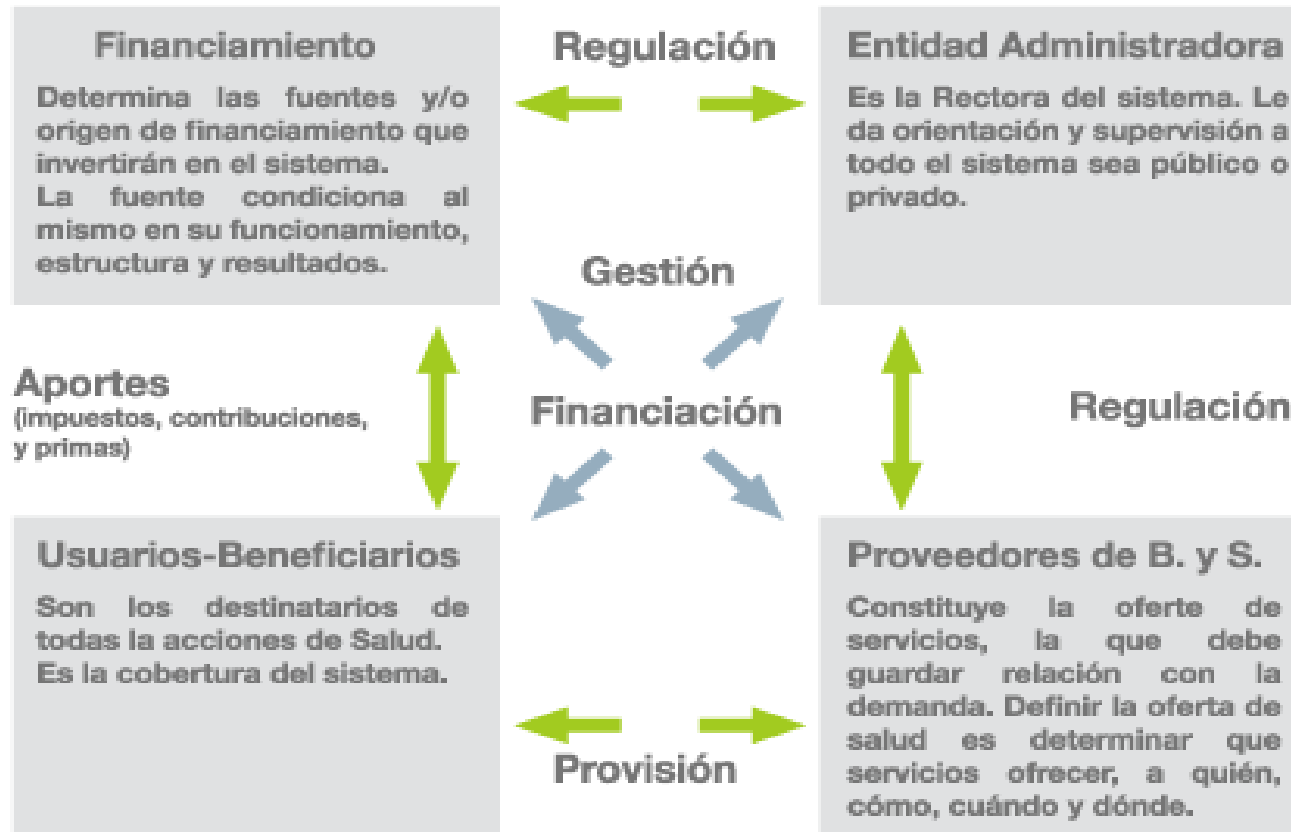 Financiamiento
Determina las fuentes y/o
origen de financiamiento que
invertirán en el sistema.
La fuente condiciona al
mismo en su funcionamiento,
estructura y resultados.
Regulación
Entidad Administradora
Es la Rectora del sistema. Le
da orientación y supervisión a
todo el sistema sea público o
privado.
Gestión
Aportes
(impuestos, contribuciones,
y primas)
Financiación
Regulación
Usuarios-Beneficiarios
Son los destinatarios de
todas la acciones de Salud.
Es la cobertura del sistema.
Provisión
Proveedores de B. y S.
Constituye la oferte de
servicios, la que debe
guardar relación con la
demanda. Definir la oferta de
salud es determinar que
servicios ofrecer, a quién,
cómo, cuándo y dónde.